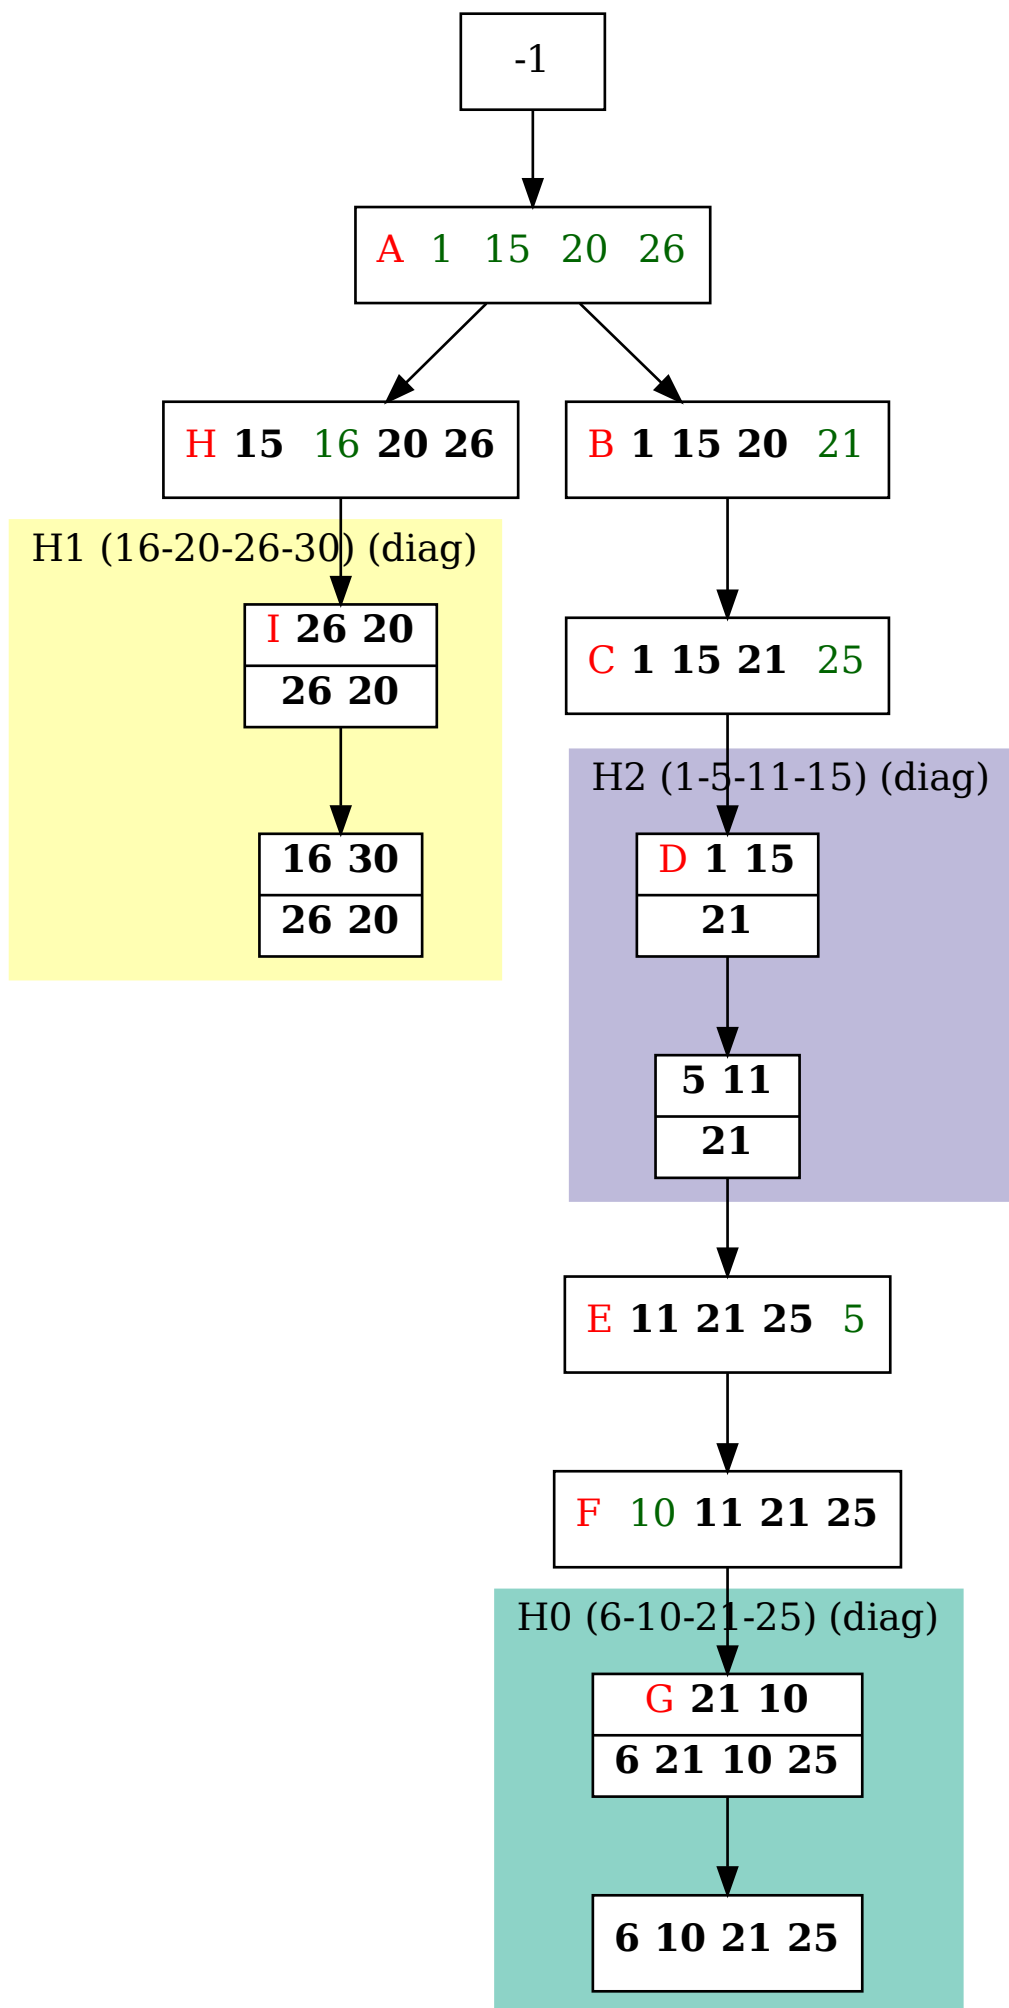 -1
A 1 15 20 26
H 15 16 20 26
B 1 15 20 21
H1 (16-20-26-30) (diag)
I 26 20
26 20
C 1 15 21 25
H2 (1-5-11-15) (diag)
16 30
26 20
D 1 15
21
5 11
21
E 11 21 25 5
F 10 11 21 25
H0 (6-10-21-25) (diag)
G 21 10
6 21 10 25
6 10 21 25